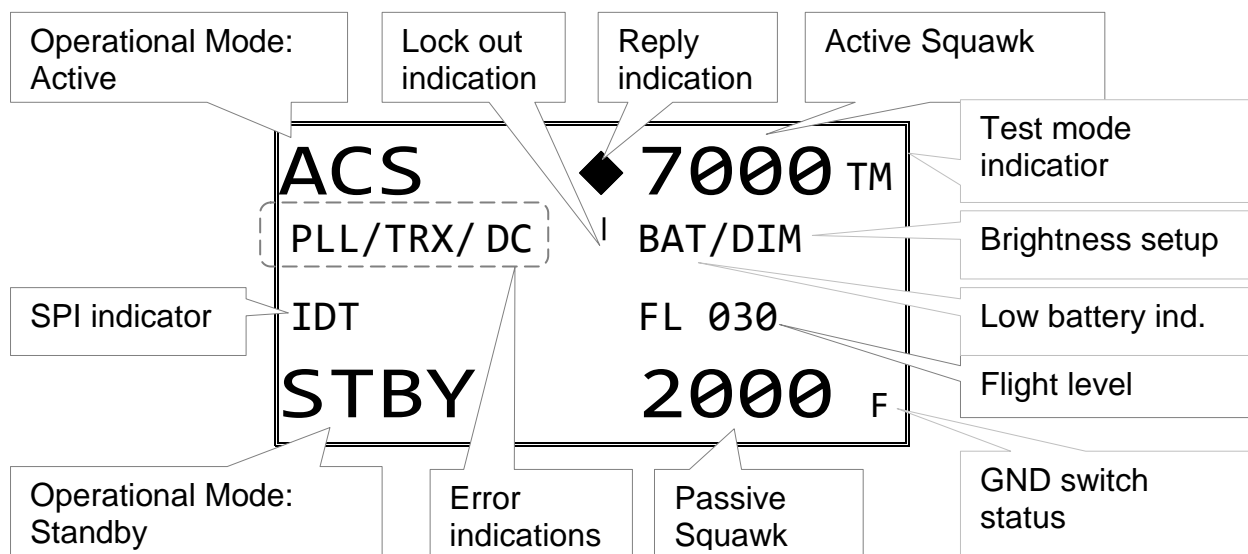 Operational Mode:
Active
Lock out
indication
Reply
indication
Active Squawk
Test mode
indicatior
ACS ◆ 7000 TM
PLL/TRX/ DC I BAT/DIM
Brightness setup
SPI indicator
IDT FL 030
Low battery ind.
Flight level
STBY 2000 F
Operational Mode:
Standby
Error
indications
Passive
Squawk
GND switch
status